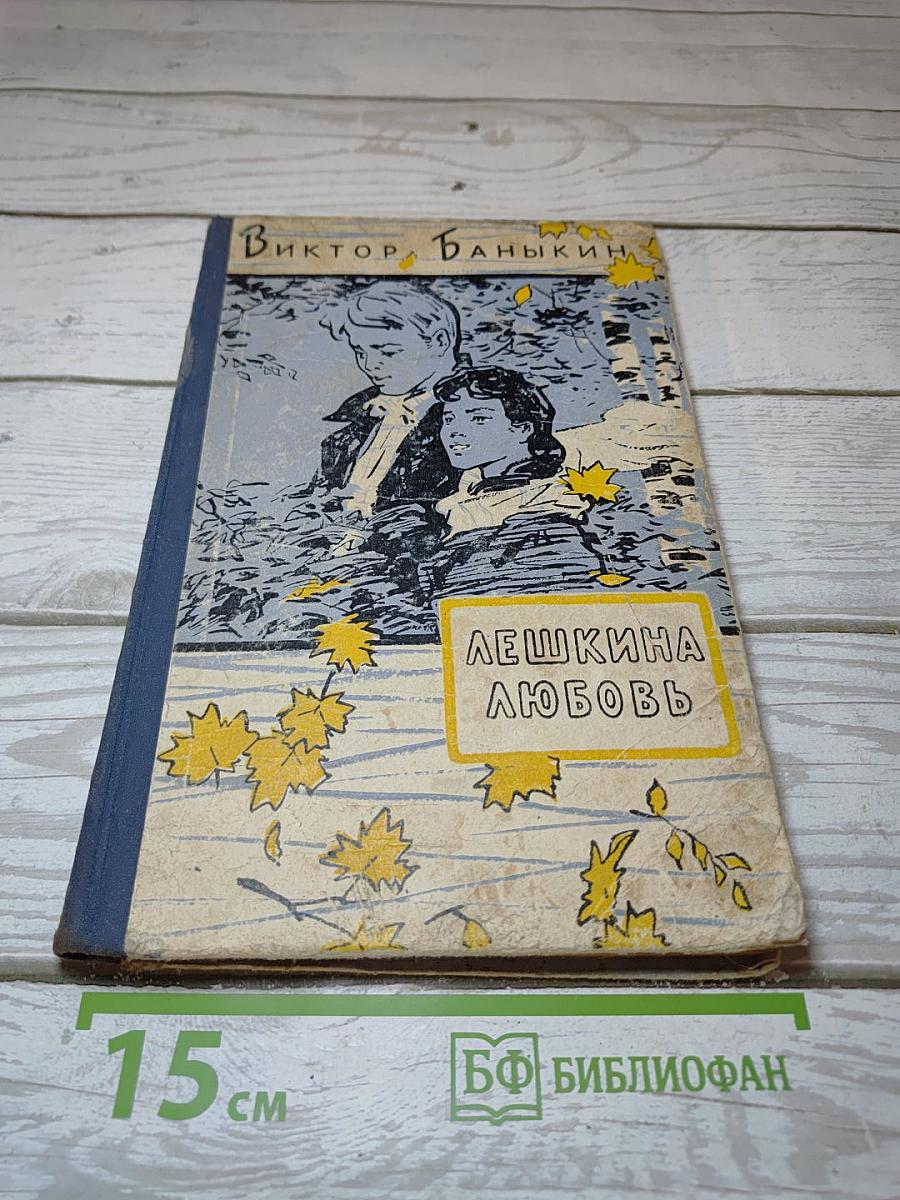 Виктор Баныкин
ЛЕШКИНА
ЛЮБОВЬ
15 см
БФ БИБЛИОФАН